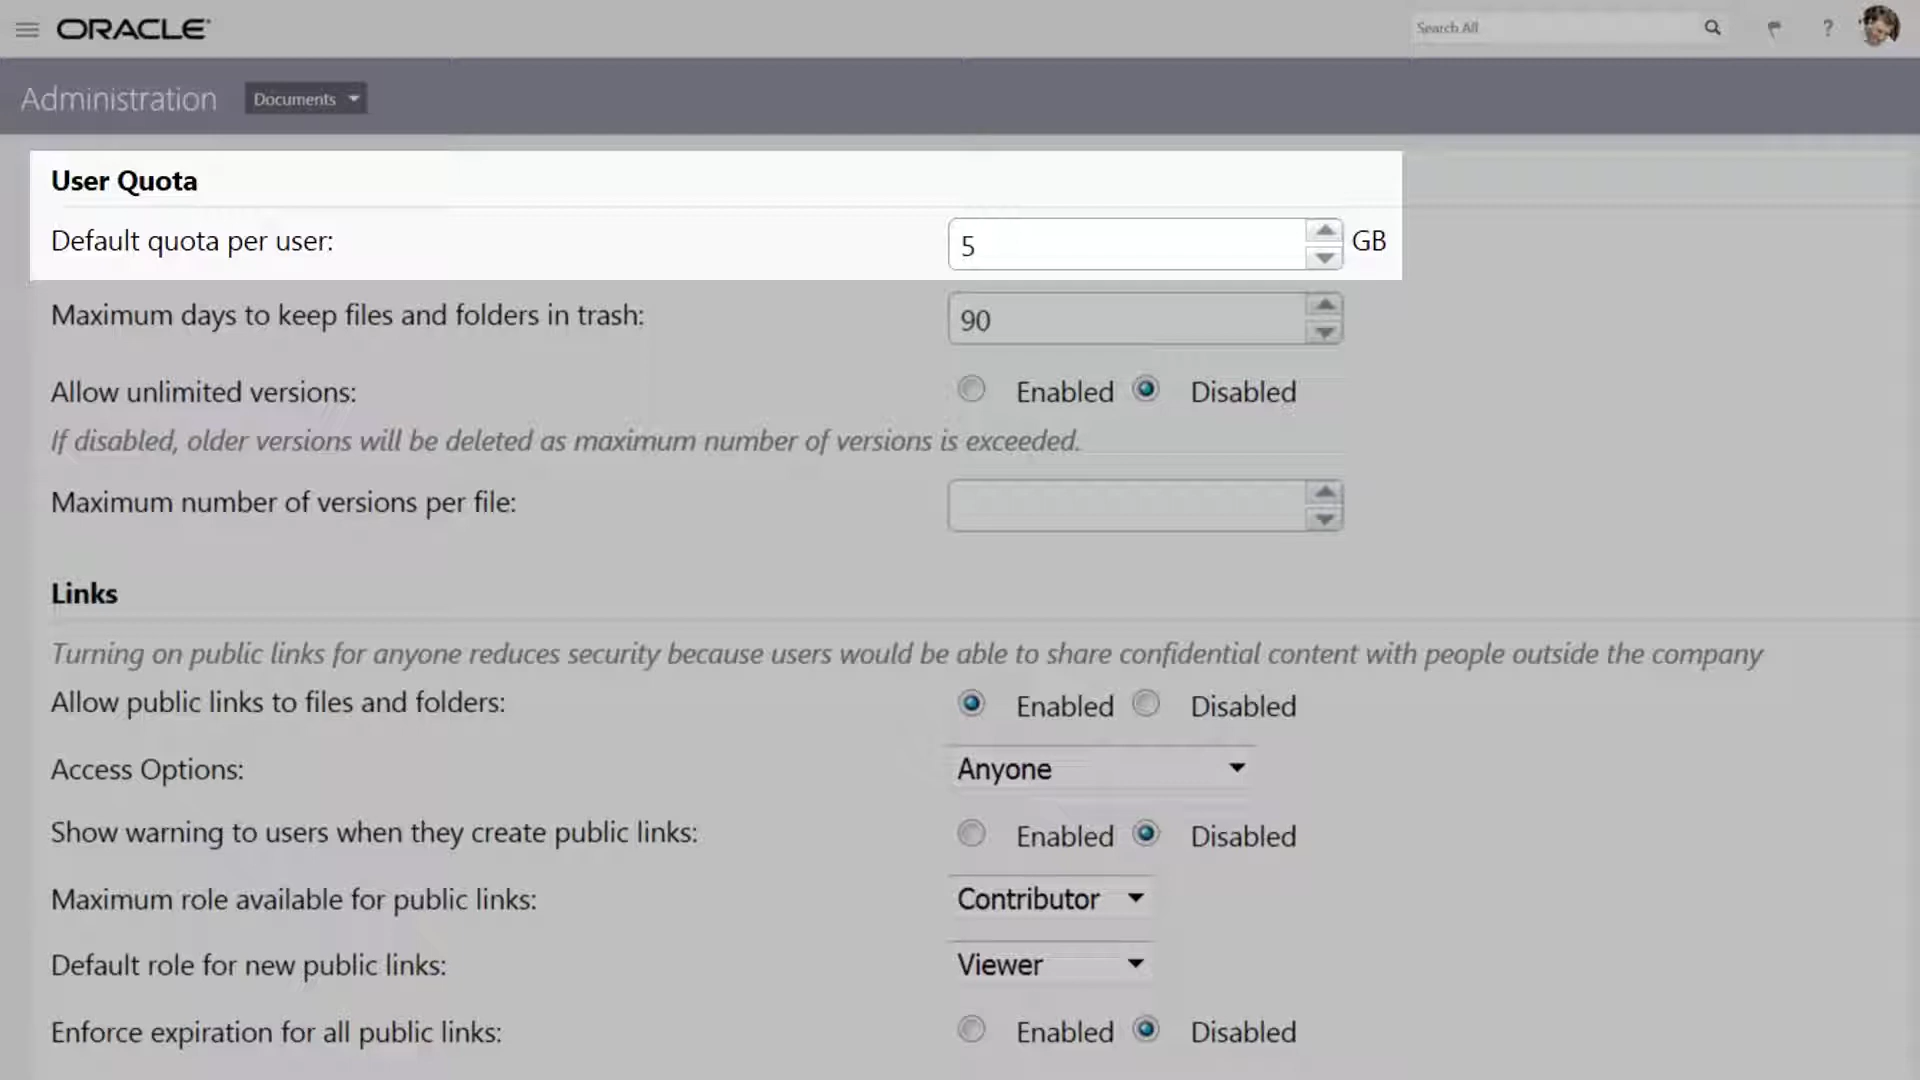 ORACLE
Search All
?
Administration
Documents
User Quota
Default quota per user:
5
GB
Maximum days to keep files and folders in trash:
90
Allow unlimited versions:
Enabled
Disabled
If disabled, older versions will be deleted as maximum number of versions is exceeded.
Maximum number of versions per file:
Links
Turning on public links for anyone reduces security because users would be able to share confidential content with people outside the company
Allow public links to files and folders:
Enabled
Disabled
Access Options:
Anyone
Show warning to users when they create public links:
Enabled
Disabled
Maximum role available for public links:
Contributor
Default role for new public links:
Viewer
Enforce expiration for all public links:
Enabled
Disabled